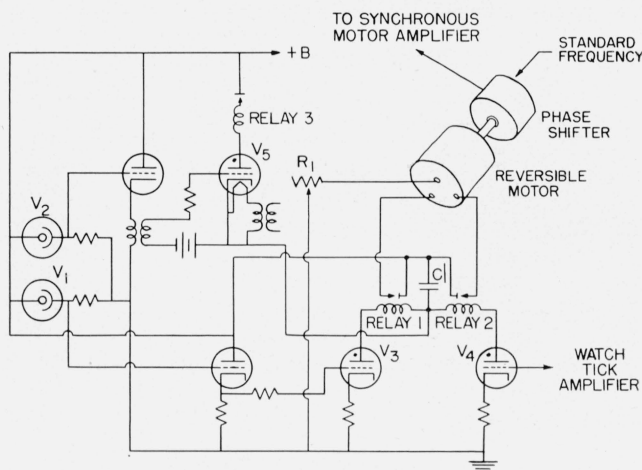 TO SYNCHRONOUS
MOTOR AMPLIFIER
STANDARD
FREQUENCY
+B
RELAY 3
PHASE
SHIFTER
V5
R1
REVERSIBLE
MOTOR
V2
V1
C1
RELAY 1
RELAY 2
V3
V4
WATCH
TICK
AMPLIFIER